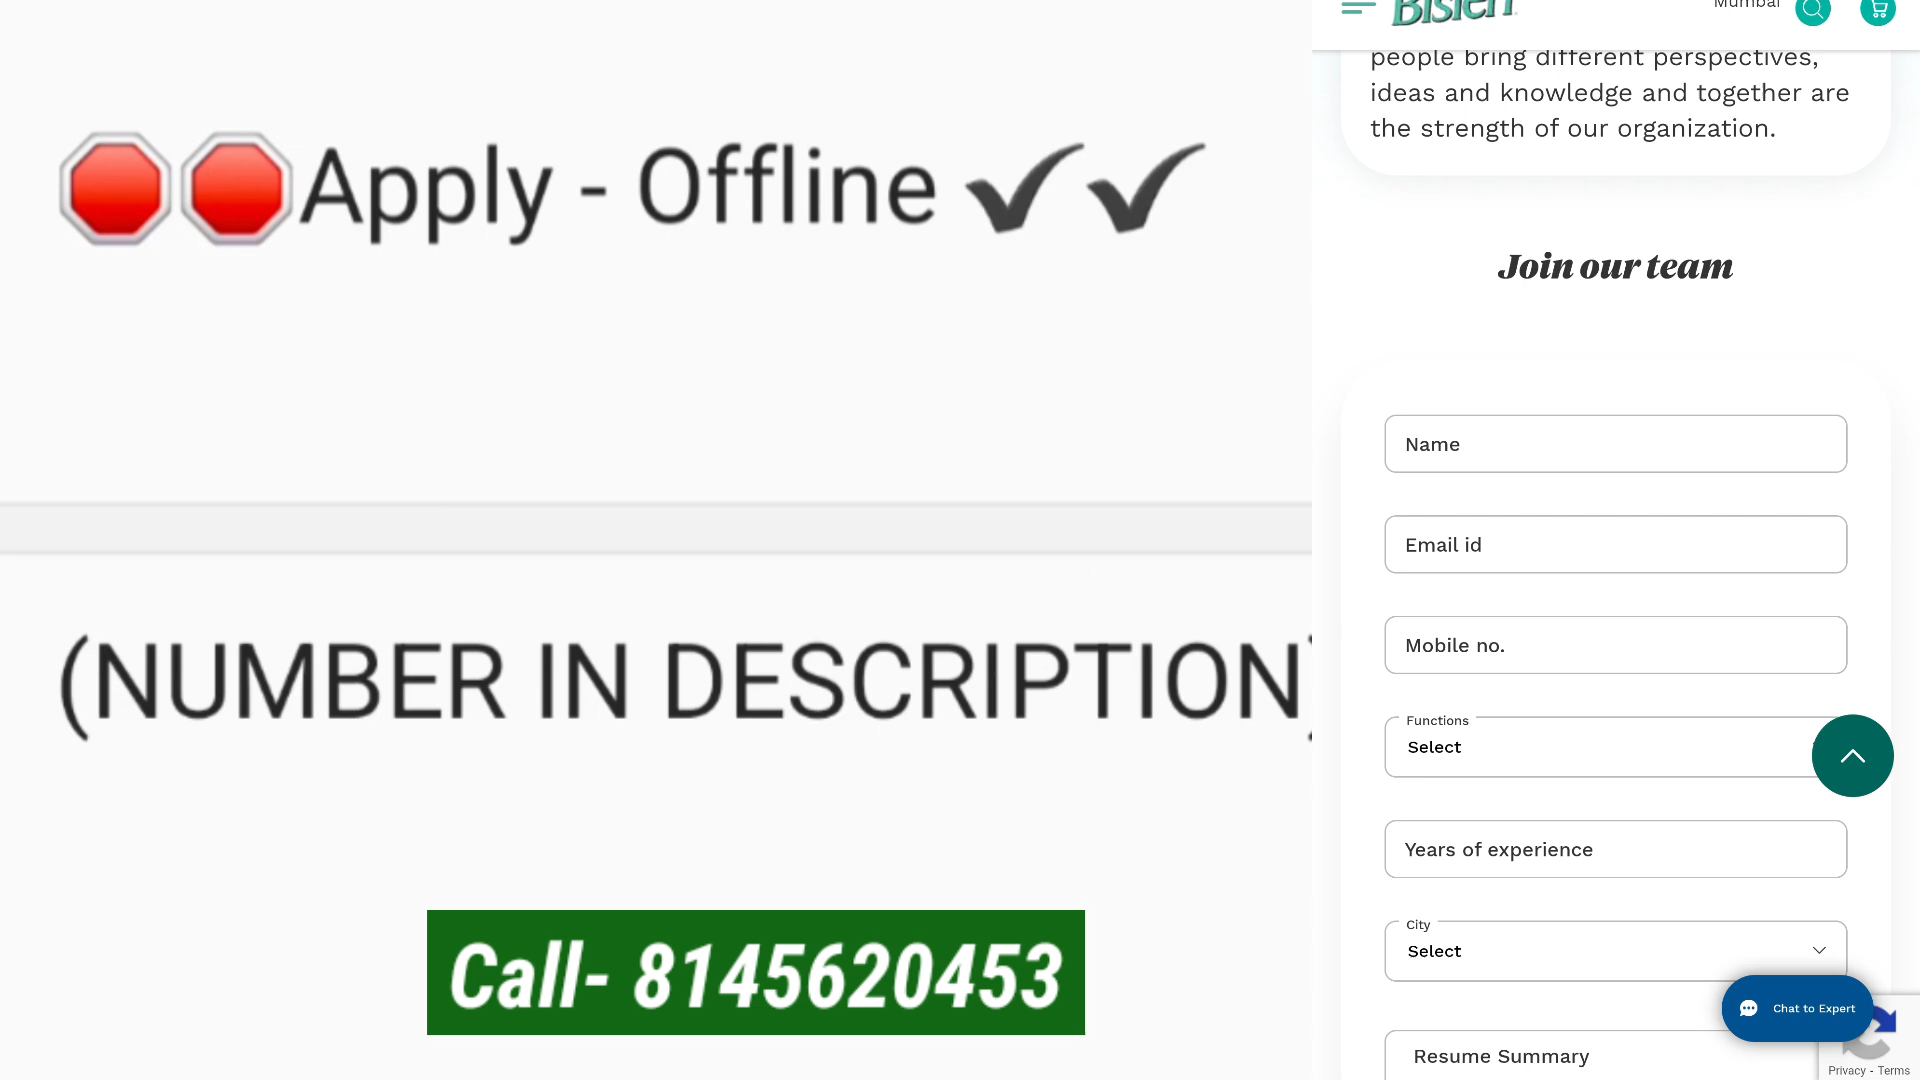 Apply - Offline
(NUMBER IN DESCRIPTION)
Call- 8145620453
Bisleri
Mumbai
people bring different perspectives,
ideas and knowledge and together are
the strength of our organization.
Join our team
Name
Email id
Mobile no.
Functions
Select
Years of experience
City
Select
Chat to Expert
Resume Summary
Privacy - Terms